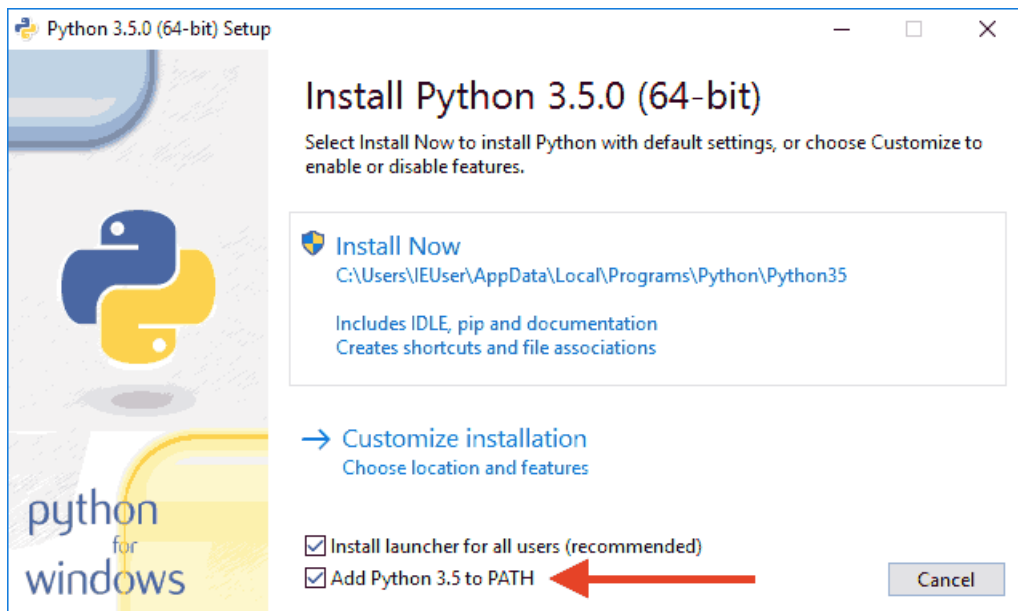 Python 3.5.0 (64-bit) Setup
Install Python 3.5.0 (64-bit)
Select Install Now to install Python with default settings, or choose Customize to
enable or disable features.
Install Now
C:\Users\IEUser\AppData\Local\Programs\Python\Python35
Includes IDLE, pip and documentation
Creates shortcuts and file associations
Customize installation
Choose location and features
python
for
windows
Install launcher for all users (recommended)
Add Python 3.5 to PATH
Cancel